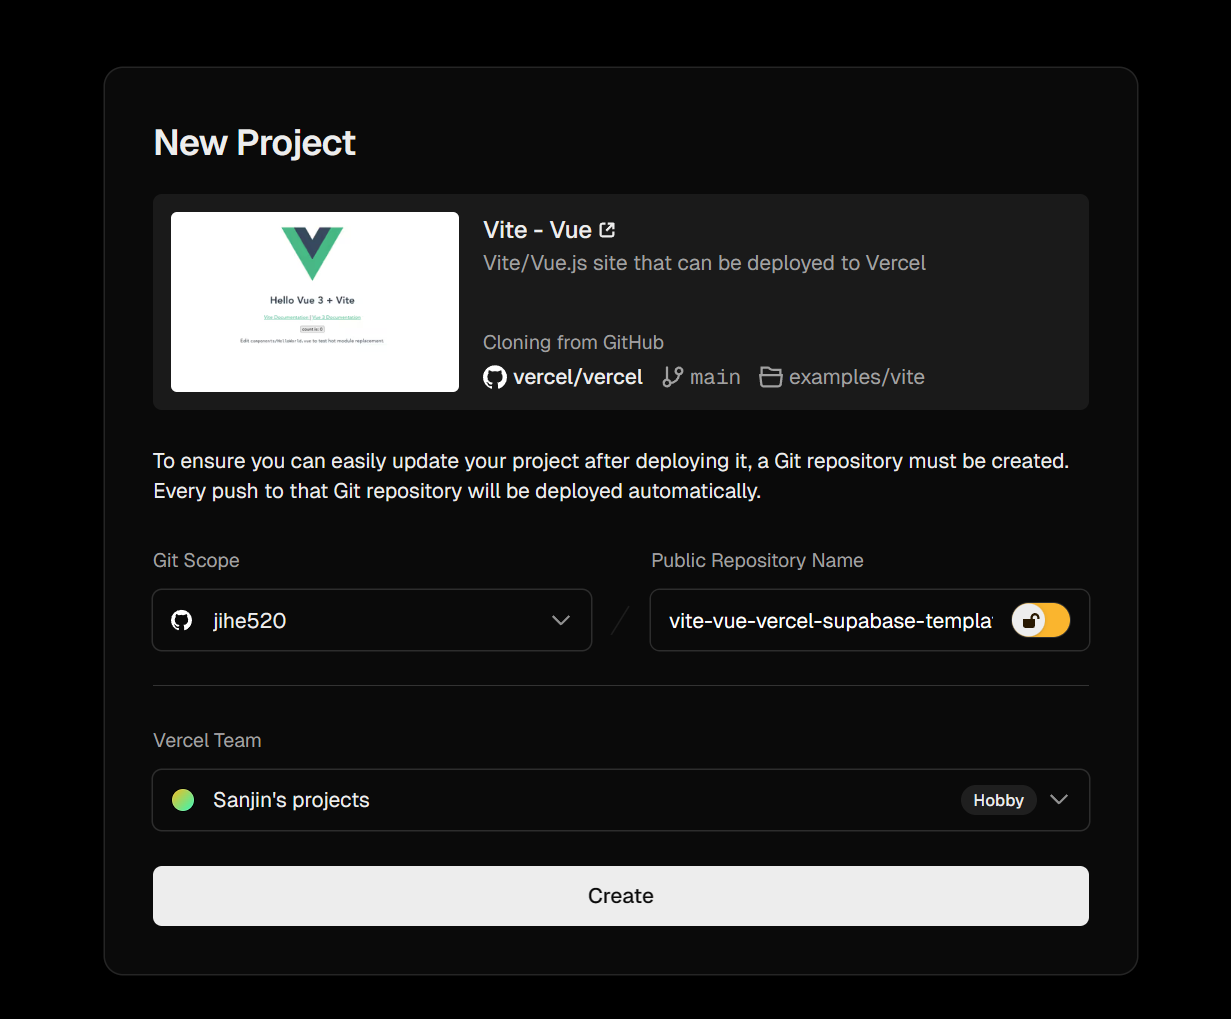 New Project
Vite - Vue
Vite/Vue.js site that can be deployed to Vercel
Hello Vue 3 + Vite
Vite Documentation | Vue 3 Documentation
Edit components/HelloWorld.vue to test hot module replacement.
Cloning from GitHub
vercel/vercel main examples/vite
To ensure you can easily update your project after deploying it, a Git repository must be created.
Every push to that Git repository will be deployed automatically.
Git Scope
Public Repository Name
jihe520
/
vite-vue-vercel-supabase-templa
Vercel Team
Sanjin's projects
Hobby
Create